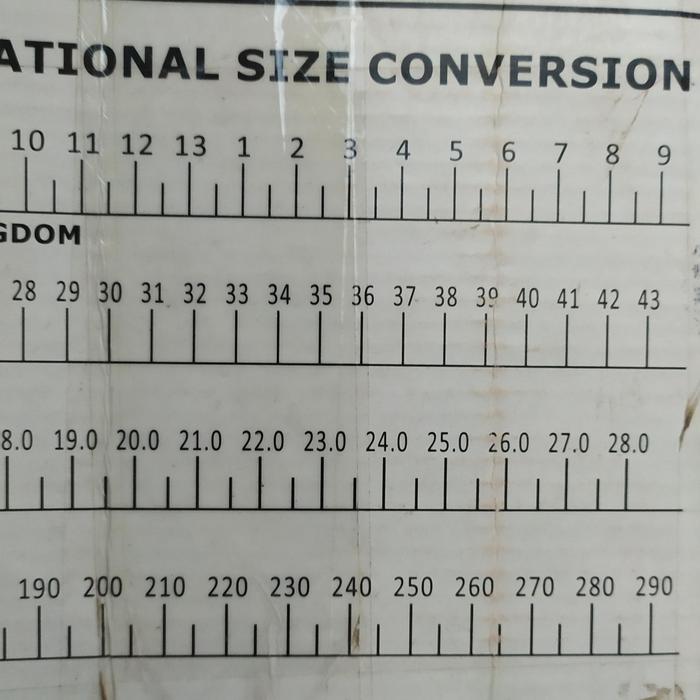 ATIONAL SIZE CONVERSION
10 11 12 13 1 2 3 4 5 6 7 8 9
GDOM
28 29 30 31 32 33 34 35 36 37 38 39 40 41 42 43
8.0 19.0 20.0 21.0 22.0 23.0 24.0 25.0 26.0 27.0 28.0
190 200 210 220 230 240 250 260 270 280 290